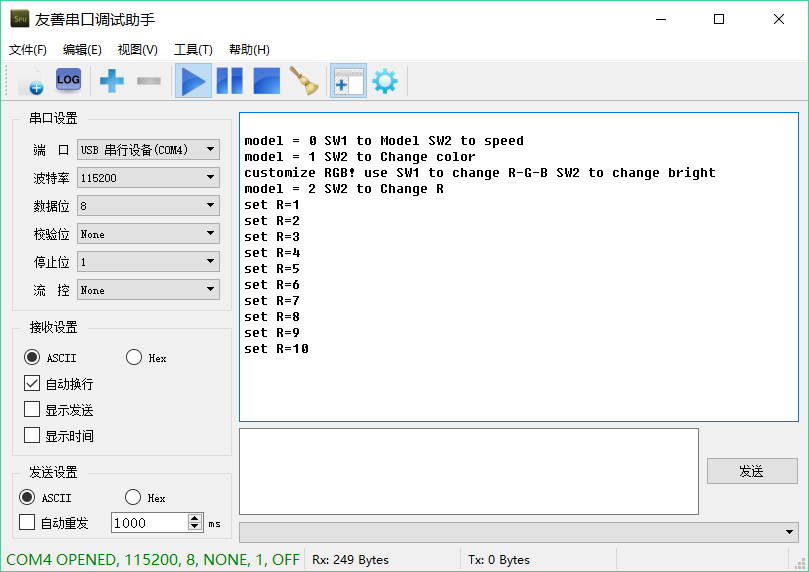 SPU 友善串口调试助手
文件(F) 编辑(E) 视图(V) 工具(T) 帮助(H)
LOG
串口设置
端 口 USB 串行设备(COM4)
波特率 115200
数据位 8
校验位 None
停止位 1
流 控 None
接收设置
ASCII Hex
自动换行
显示发送
显示时间
发送设置
ASCII Hex
自动重发 1000 ms
model = 0 SW1 to Model SW2 to speed
model = 1 SW2 to Change color
customize RGB! use SW1 to change R-G-B SW2 to change bright
model = 2 SW2 to Change R
set R=1
set R=2
set R=3
set R=4
set R=5
set R=6
set R=7
set R=8
set R=9
set R=10
发送
COM4 OPENED, 115200, 8, NONE, 1, OFF Rx: 249 Bytes Tx: 0 Bytes